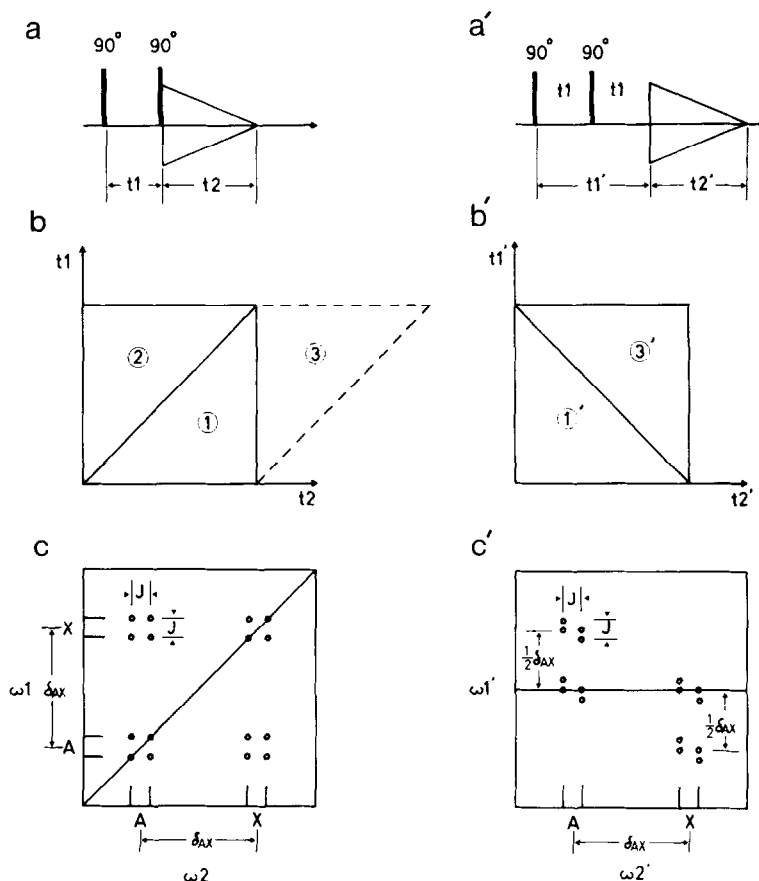 a
90°
90°
t1
t2
a′
90°
90°
t1
t1
t1′
t2′
b
t1
②
①
③
t2
b′
t1′
③′
①′
t2′
c
J
J
X
ω1
δAX
A
A
X
δAX
ω2
c′
J
J
½δAX
ω1′
½δAX
A
X
δAX
ω2′